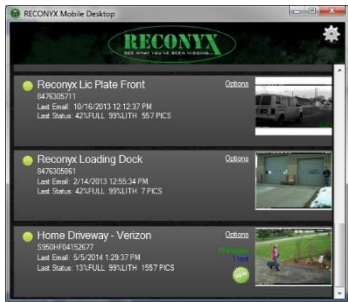 RECONYX Mobile Desktop
RECONYX
SEE WHAT YOU'VE BEEN MISSING
Reconyx Lic Plate Front
Options
8476305711
Last Email: 10/16/2013 12:12:37 PM
Last Status: 42%FULL 99%LITH 557 PICS
Reconyx Loading Dock
Options
8476305861
Last Email: 2/14/2013 12:55:34 PM
Last Status: 42%FULL 99%LITH 7 PICS
Home Driveway - Verizon
Options
S950HF04152677
Last Email: 5/5/2014 1:29:37 PM
Last Status: 13%FULL 99%LITH 1557 PICS